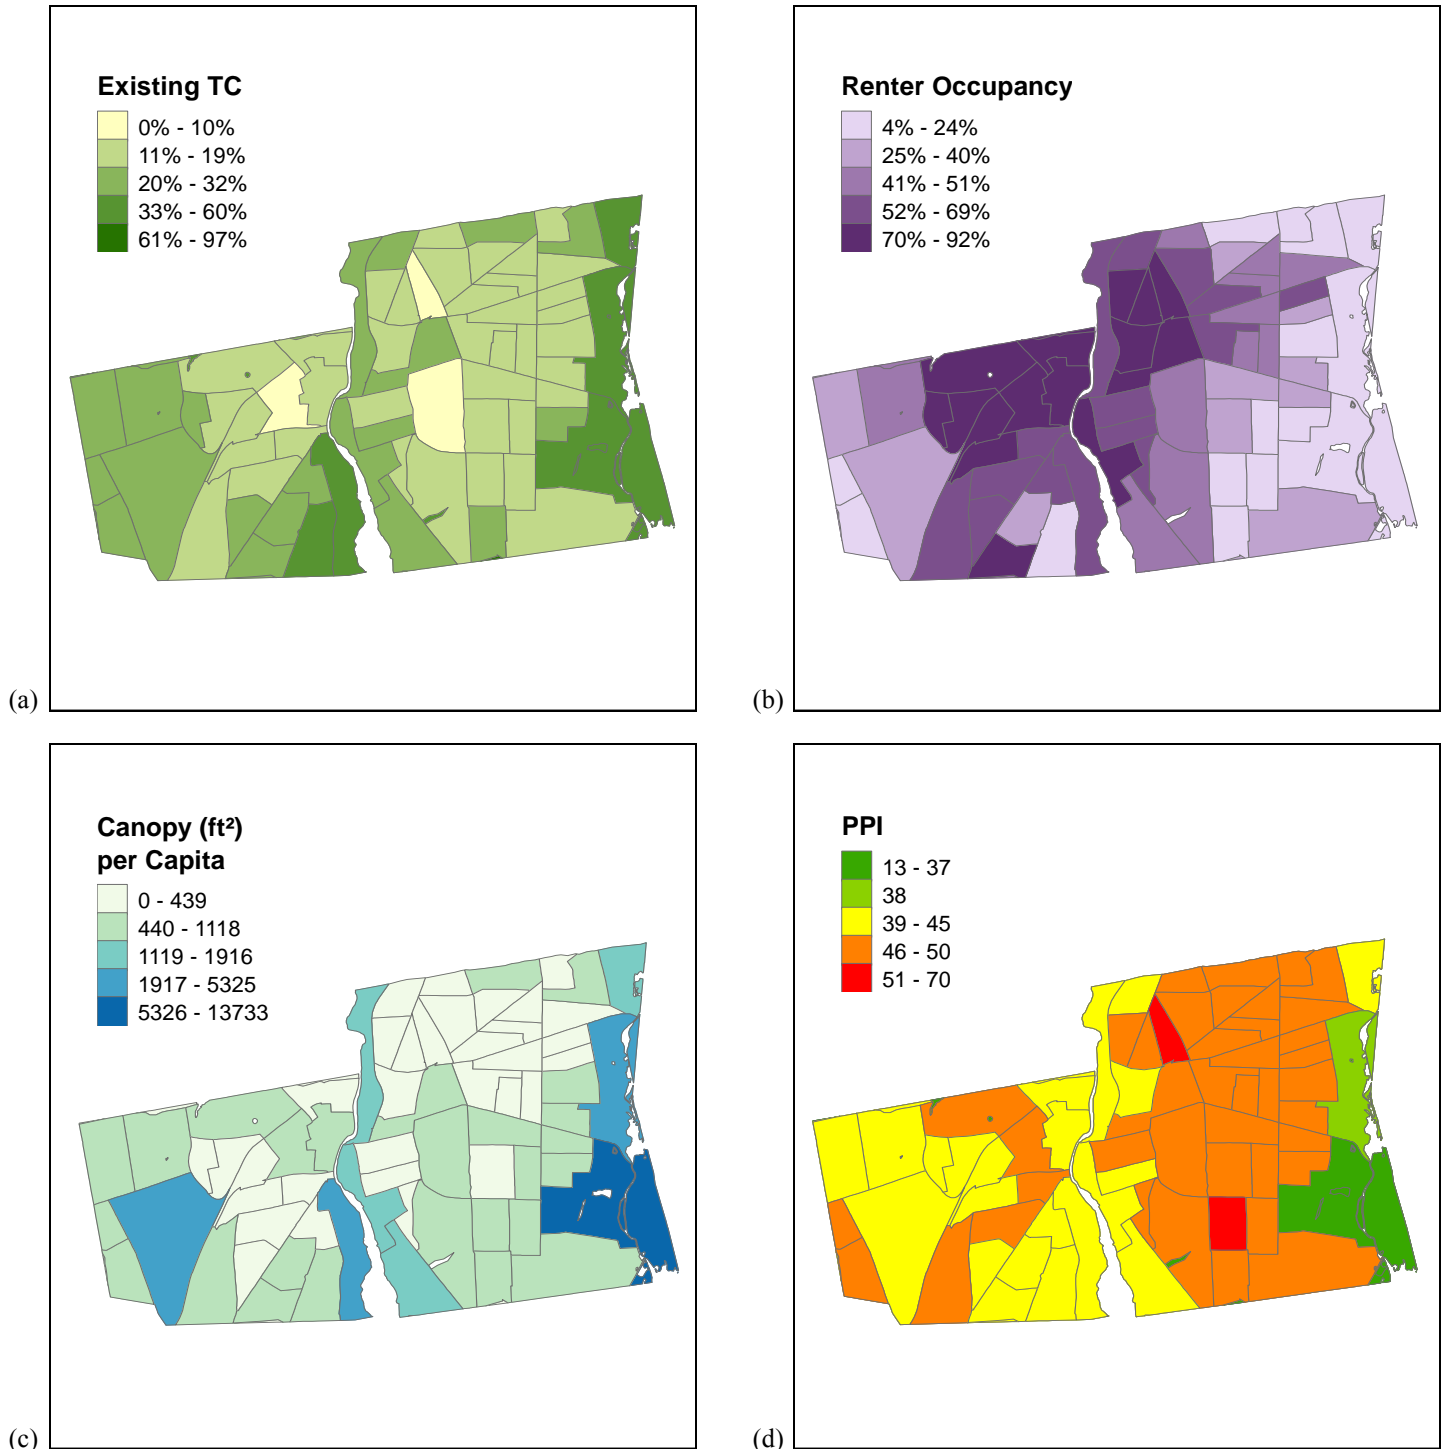 Existing TC
0% - 10%
11% - 19%
20% - 32%
33% - 60%
61% - 97%
(a)
Renter Occupancy
4% - 24%
25% - 40%
41% - 51%
52% - 69%
70% - 92%
(b)
Canopy (ft²)
per Capita
0 - 439
440 - 1118
1119 - 1916
1917 - 5325
5326 - 13733
(c)
PPI
13 - 37
38
39 - 45
46 - 50
51 - 70
(d)